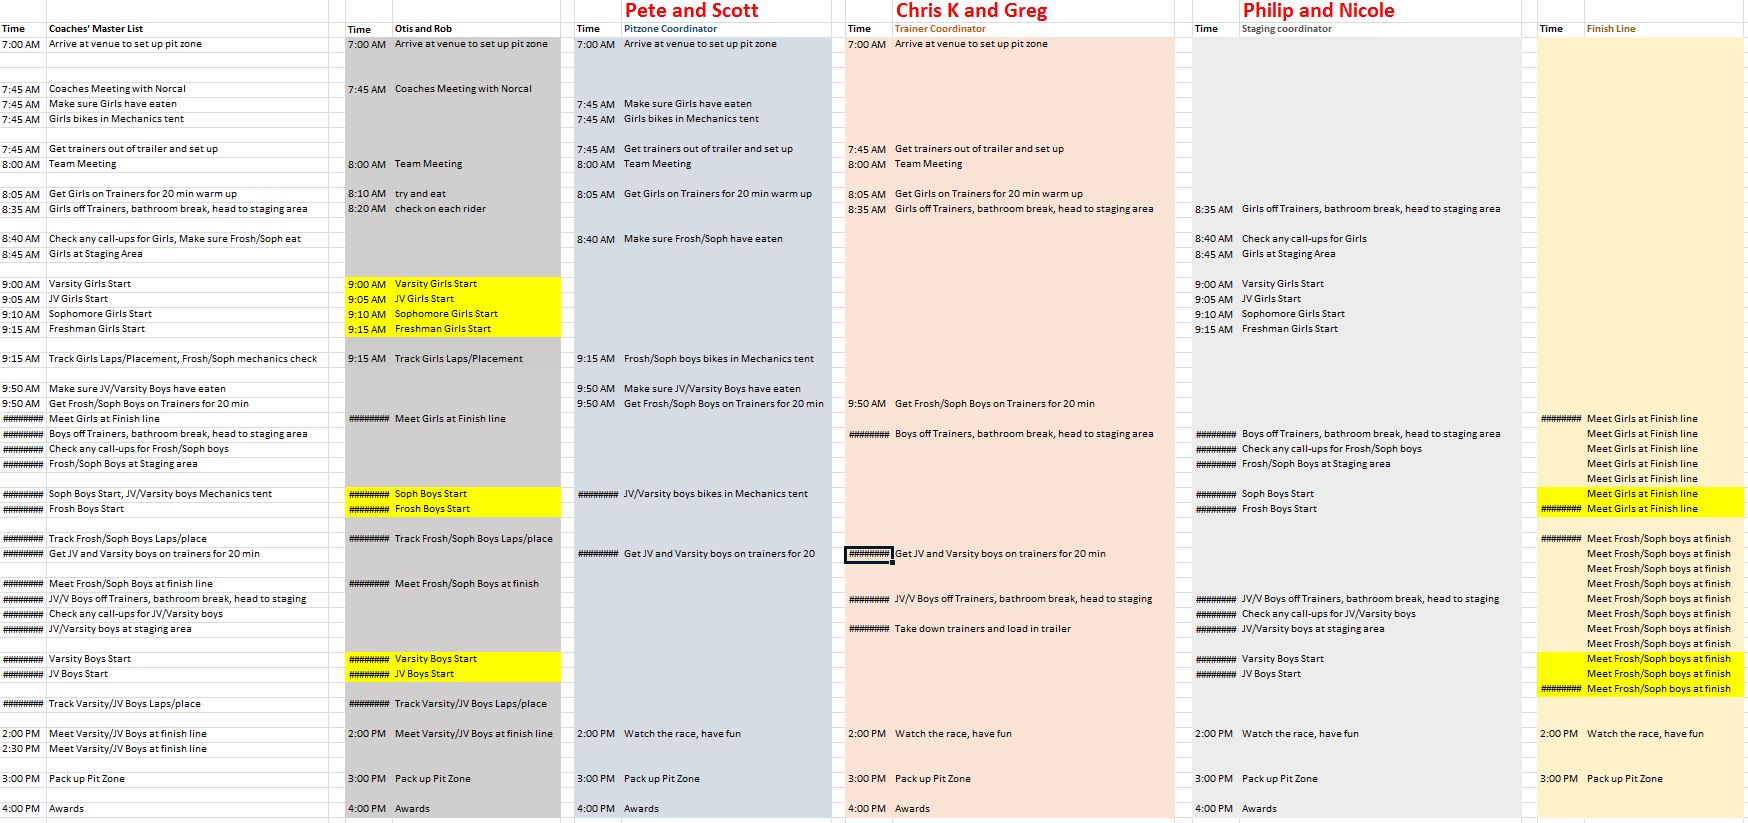 Pete and Scott Chris K and Greg Philip and Nicole
Time Coaches' Master List Time Otis and Rob Time Pitzone Coordinator Time Trainer Coordinator Time Staging coordinator Time Finish Line
7:00 AM Arrive at venue to set up pit zone 7:00 AM Arrive at venue to set up pit zone 7:00 AM Arrive at venue to set up pit zone 7:00 AM Arrive at venue to set up pit zone
7:45 AM Coaches Meeting with Norcal 7:45 AM Coaches Meeting with Norcal
7:45 AM Make sure Girls have eaten 7:45 AM Make sure Girls have eaten
7:45 AM Girls bikes in Mechanics tent 7:45 AM Girls bikes in Mechanics tent
7:45 AM Get trainers out of trailer and set up 7:45 AM Get trainers out of trailer and set up 7:45 AM Get trainers out of trailer and set up
8:00 AM Team Meeting 8:00 AM Team Meeting 8:00 AM Team Meeting 8:00 AM Team Meeting
8:05 AM Get Girls on Trainers for 20 min warm up 8:10 AM try and eat 8:05 AM Get Girls on Trainers for 20 min warm up 8:05 AM Get Girls on Trainers for 20 min warm up
8:35 AM Girls off Trainers, bathroom break, head to staging area 8:20 AM check on each rider 8:35 AM Girls off Trainers, bathroom break, head to staging area 8:35 AM Girls off Trainers, bathroom break, head to staging area
8:40 AM Check any call-ups for Girls, Make sure Frosh/Soph eat 8:40 AM Make sure Frosh/Soph have eaten 8:40 AM Check any call-ups for Girls
8:45 AM Girls at Staging Area 8:45 AM Girls at Staging Area
9:00 AM Varsity Girls Start 9:00 AM Varsity Girls Start 9:00 AM Varsity Girls Start
9:05 AM JV Girls Start 9:05 AM JV Girls Start 9:05 AM JV Girls Start
9:10 AM Sophomore Girls Start 9:10 AM Sophomore Girls Start 9:10 AM Sophomore Girls Start
9:15 AM Freshman Girls Start 9:15 AM Freshman Girls Start 9:15 AM Freshman Girls Start
9:15 AM Track Girls Laps/Placement, Frosh/Soph mechanics check 9:15 AM Track Girls Laps/Placement 9:15 AM Frosh/Soph boys bikes in Mechanics tent
9:50 AM Make sure JV/Varsity Boys have eaten 9:50 AM Make sure JV/Varsity Boys have eaten
9:50 AM Get Frosh/Soph Boys on Trainers for 20 min 9:50 AM Get Frosh/Soph Boys on Trainers for 20 min 9:50 AM Get Frosh/Soph Boys on Trainers for 20 min
######## Meet Girls at Finish line ######## Meet Girls at Finish line ######## Meet Girls at Finish line
######## Boys off Trainers, bathroom break, head to staging area ######## Boys off Trainers, bathroom break, head to staging area ######## Boys off Trainers, bathroom break, head to staging area Meet Girls at Finish line
######## Check any call-ups for Frosh/Soph boys ######## Check any call-ups for Frosh/Soph boys Meet Girls at Finish line
######## Frosh/Soph Boys at Staging area ######## Frosh/Soph Boys at Staging area Meet Girls at Finish line
Meet Girls at Finish line
######## Soph Boys Start, JV/Varsity boys Mechanics tent ######## Soph Boys Start ######## JV/Varsity boys bikes in Mechanics tent ######## Soph Boys Start Meet Girls at Finish line
######## Frosh Boys Start ######## Frosh Boys Start ######## Frosh Boys Start ######## Meet Girls at Finish line
######## Track Frosh/Soph Boys Laps/place ######## Track Frosh/Soph Boys Laps/place ######## Meet Frosh/Soph boys at finish
######## Get JV and Varsity boys on trainers for 20 min ######## Get JV and Varsity boys on trainers for 20 ######## Get JV and Varsity boys on trainers for 20 min Meet Frosh/Soph boys at finish
Meet Frosh/Soph boys at finish
######## Meet Frosh/Soph Boys at finish line ######## Meet Frosh/Soph Boys at finish Meet Frosh/Soph boys at finish
######## JV/V Boys off Trainers, bathroom break, head to staging ######## JV/V Boys off Trainers, bathroom break, head to staging ######## JV/V Boys off Trainers, bathroom break, head to staging Meet Frosh/Soph boys at finish
######## Check any call-ups for JV/Varsity boys ######## Check any call-ups for JV/Varsity boys Meet Frosh/Soph boys at finish
######## JV/Varsity boys at staging area ######## Take down trainers and load in trailer ######## JV/Varsity boys at staging area Meet Frosh/Soph boys at finish
Meet Frosh/Soph boys at finish
######## Varsity Boys Start ######## Varsity Boys Start ######## Varsity Boys Start Meet Frosh/Soph boys at finish
######## JV Boys Start ######## JV Boys Start ######## JV Boys Start Meet Frosh/Soph boys at finish
######## Meet Frosh/Soph boys at finish
######## Track Varsity/JV Boys Laps/place ######## Track Varsity/JV Boys Laps/place
2:00 PM Meet Varsity/JV Boys at finish line 2:00 PM Meet Varsity/JV Boys at finish line 2:00 PM Watch the race, have fun 2:00 PM Watch the race, have fun 2:00 PM Watch the race, have fun 2:00 PM Watch the race, have fun
2:30 PM Meet Varsity/JV Boys at finish line
3:00 PM Pack up Pit Zone 3:00 PM Pack up Pit Zone 3:00 PM Pack up Pit Zone 3:00 PM Pack up Pit Zone 3:00 PM Pack up Pit Zone 3:00 PM Pack up Pit Zone
4:00 PM Awards 4:00 PM Awards 4:00 PM Awards 4:00 PM Awards 4:00 PM Awards